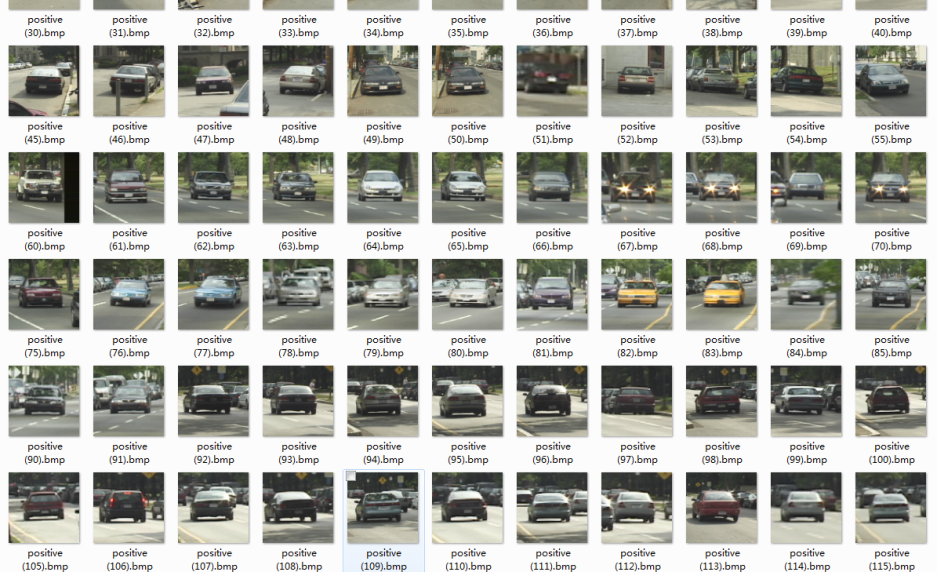 positive positive positive positive positive positive positive positive positive positive positive
(30).bmp (31).bmp (32).bmp (33).bmp (34).bmp (35).bmp (36).bmp (37).bmp (38).bmp (39).bmp (40).bmp
positive positive positive positive positive positive positive positive positive positive positive
(45).bmp (46).bmp (47).bmp (48).bmp (49).bmp (50).bmp (51).bmp (52).bmp (53).bmp (54).bmp (55).bmp
positive positive positive positive positive positive positive positive positive positive positive
(60).bmp (61).bmp (62).bmp (63).bmp (64).bmp (65).bmp (66).bmp (67).bmp (68).bmp (69).bmp (70).bmp
positive positive positive positive positive positive positive positive positive positive positive
(75).bmp (76).bmp (77).bmp (78).bmp (79).bmp (80).bmp (81).bmp (82).bmp (83).bmp (84).bmp (85).bmp
positive positive positive positive positive positive positive positive positive positive positive
(90).bmp (91).bmp (92).bmp (93).bmp (94).bmp (95).bmp (96).bmp (97).bmp (98).bmp (99).bmp (100).bmp
positive positive positive positive positive positive positive positive positive positive positive
(105).bmp (106).bmp (107).bmp (108).bmp (109).bmp (110).bmp (111).bmp (112).bmp (113).bmp (114).bmp (115).bmp